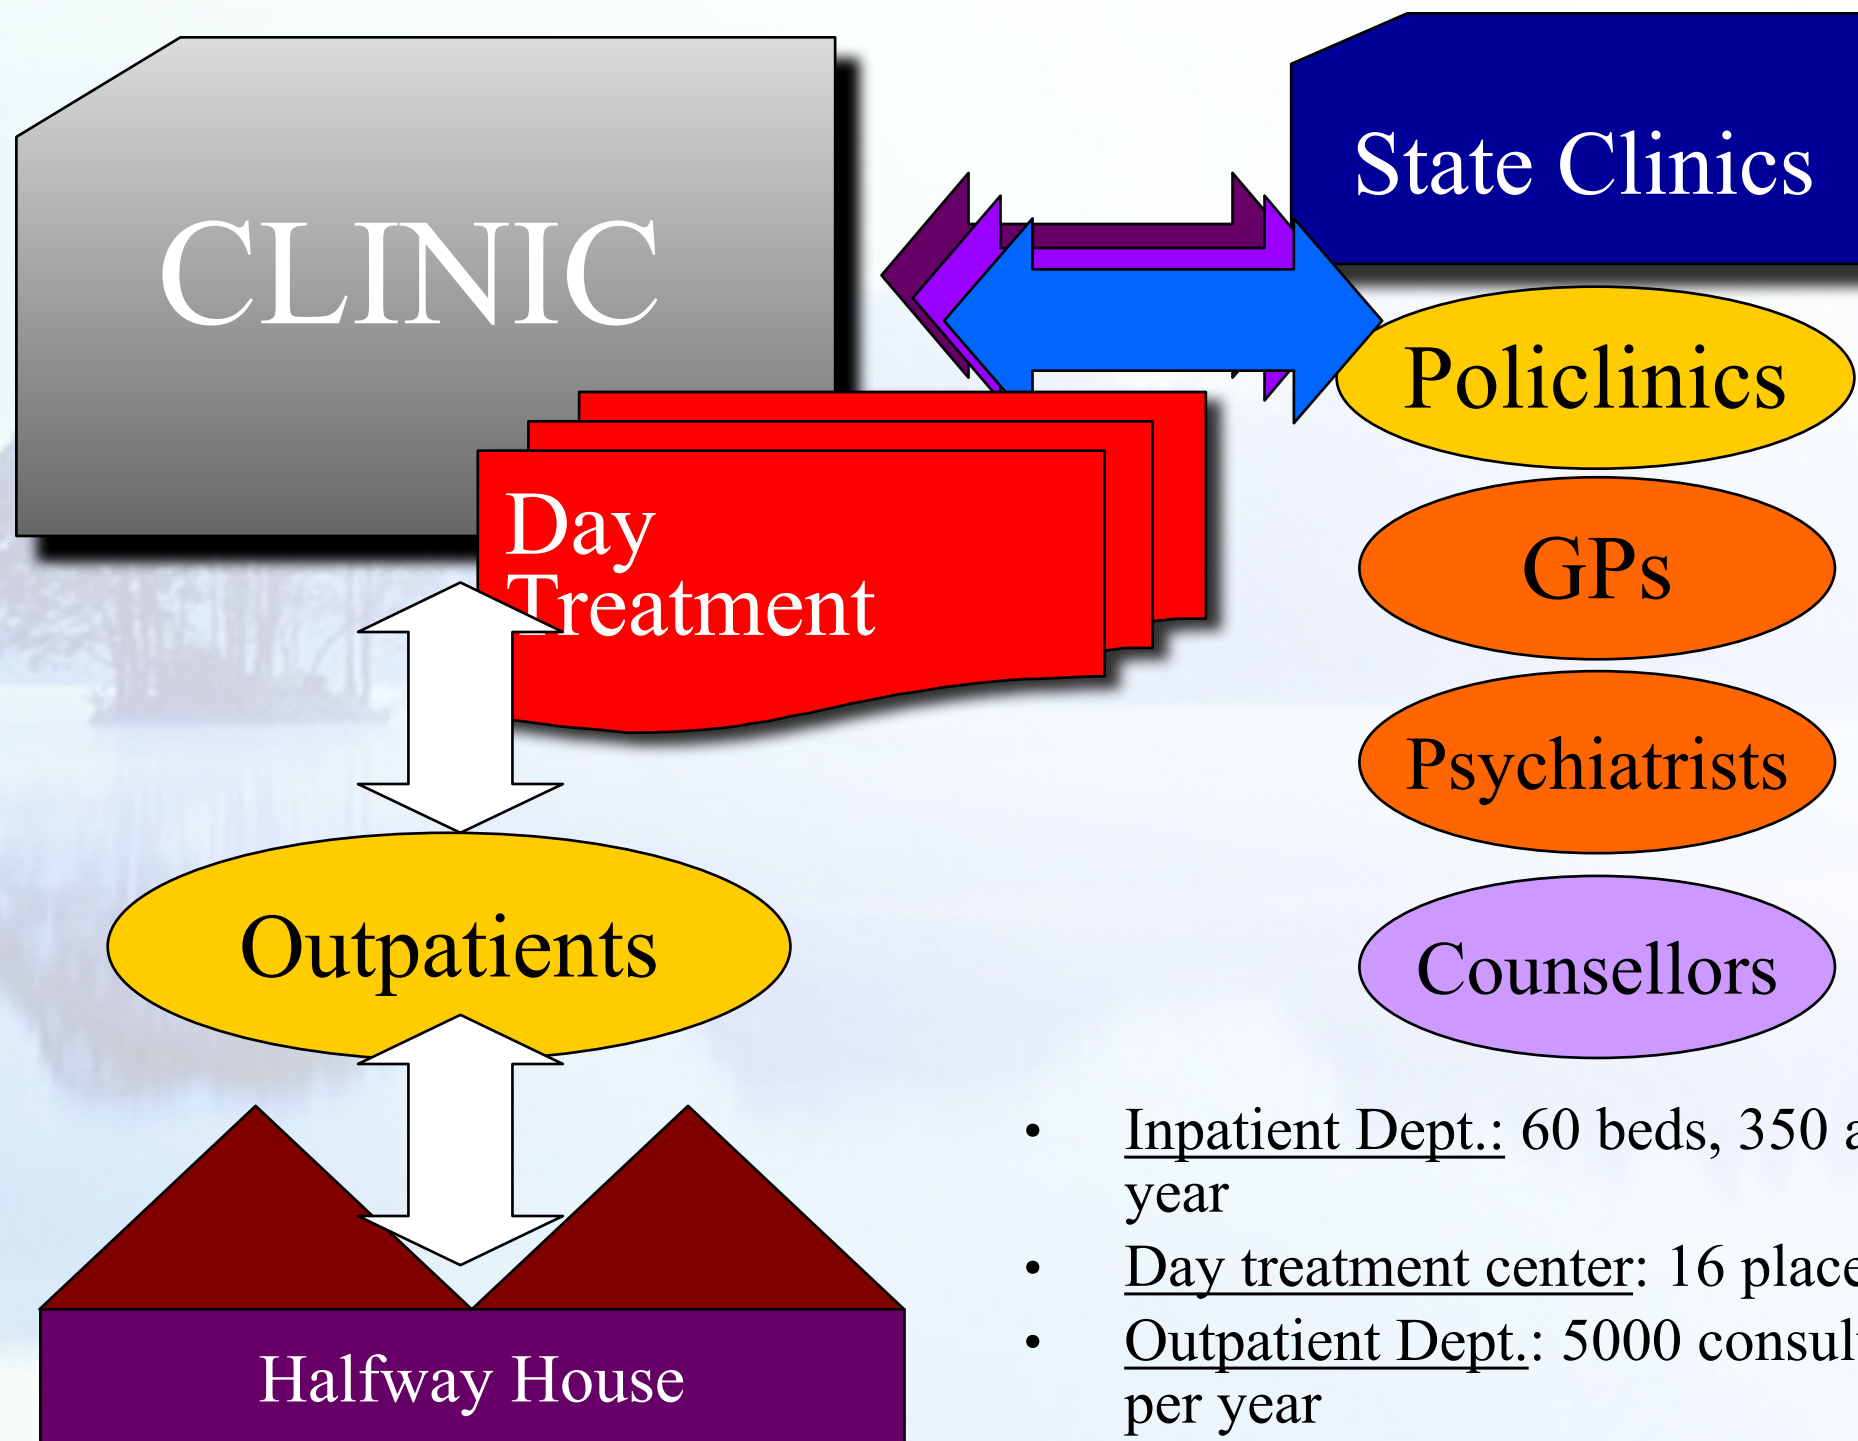 CLINIC
State Clinics
Policlinics
Day
Treatment
GPs
Psychiatrists
Counsellors
Outpatients
Halfway House
• Inpatient Dept.: 60 beds, 350
year
• Day treatment center: 16
• Outpatient Dept.: 5000
per year